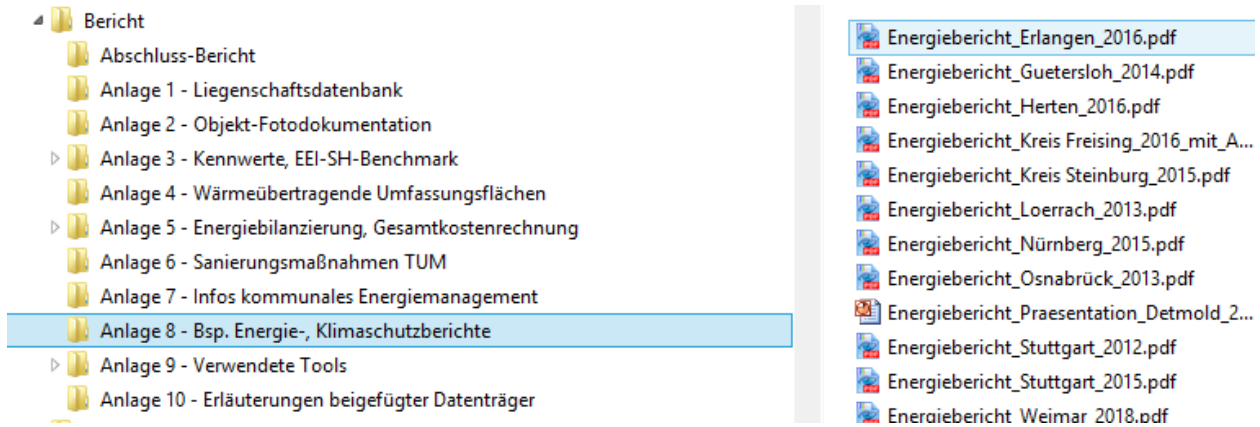 Bericht
Abschluss-Bericht
Anlage 1 - Liegenschaftsdatenbank
Anlage 2 - Objekt-Fotodokumentation
Anlage 3 - Kennwerte, EEI-SH-Benchmark
Anlage 4 - Wärmeübertragende Umfassungsflächen
Anlage 5 - Energiebilanzierung, Gesamtkostenrechnung
Anlage 6 - Sanierungsmaßnahmen TUM
Anlage 7 - Infos kommunales Energiemanagement
Anlage 8 - Bsp. Energie-, Klimaschutzberichte
Anlage 9 - Verwendete Tools
Anlage 10 - Erläuterungen beigefügter Datenträger
Energiebericht_Erlangen_2016.pdf
Energiebericht_Guetersloh_2014.pdf
Energiebericht_Herten_2016.pdf
Energiebericht_Kreis Freising_2016_mit_A...
Energiebericht_Kreis Steinburg_2015.pdf
Energiebericht_Loerrach_2013.pdf
Energiebericht_Nürnberg_2015.pdf
Energiebericht_Osnabrück_2013.pdf
Energiebericht_Praesentation_Detmold_2...
Energiebericht_Stuttgart_2012.pdf
Energiebericht_Stuttgart_2015.pdf
Energiebericht_Weimar_2018.pdf